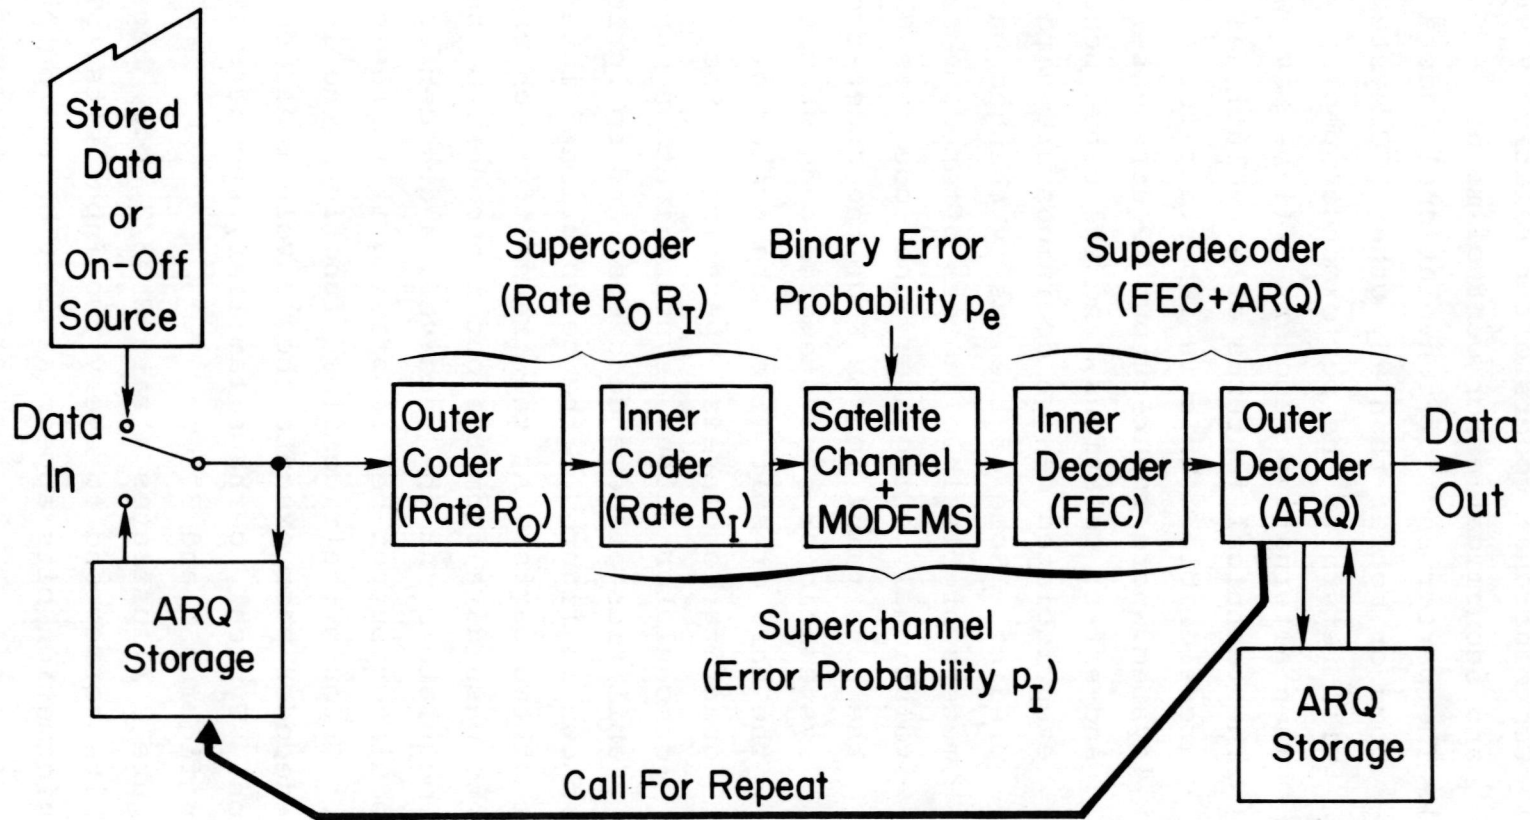 Stored
Data
or
On-Off
Source
Data
In
ARQ
Storage
Supercoder
(Rate R_O R_I)
Outer
Coder
(Rate R_O)
Inner
Coder
(Rate R_I)
Binary Error
Probability p_e
Satellite
Channel
+
MODEMS
Superchannel
(Error Probability p_I)
Superdecoder
(FEC+ARQ)
Inner
Decoder
(FEC)
Outer
Decoder
(ARQ)
Data
Out
ARQ
Storage
Call For Repeat